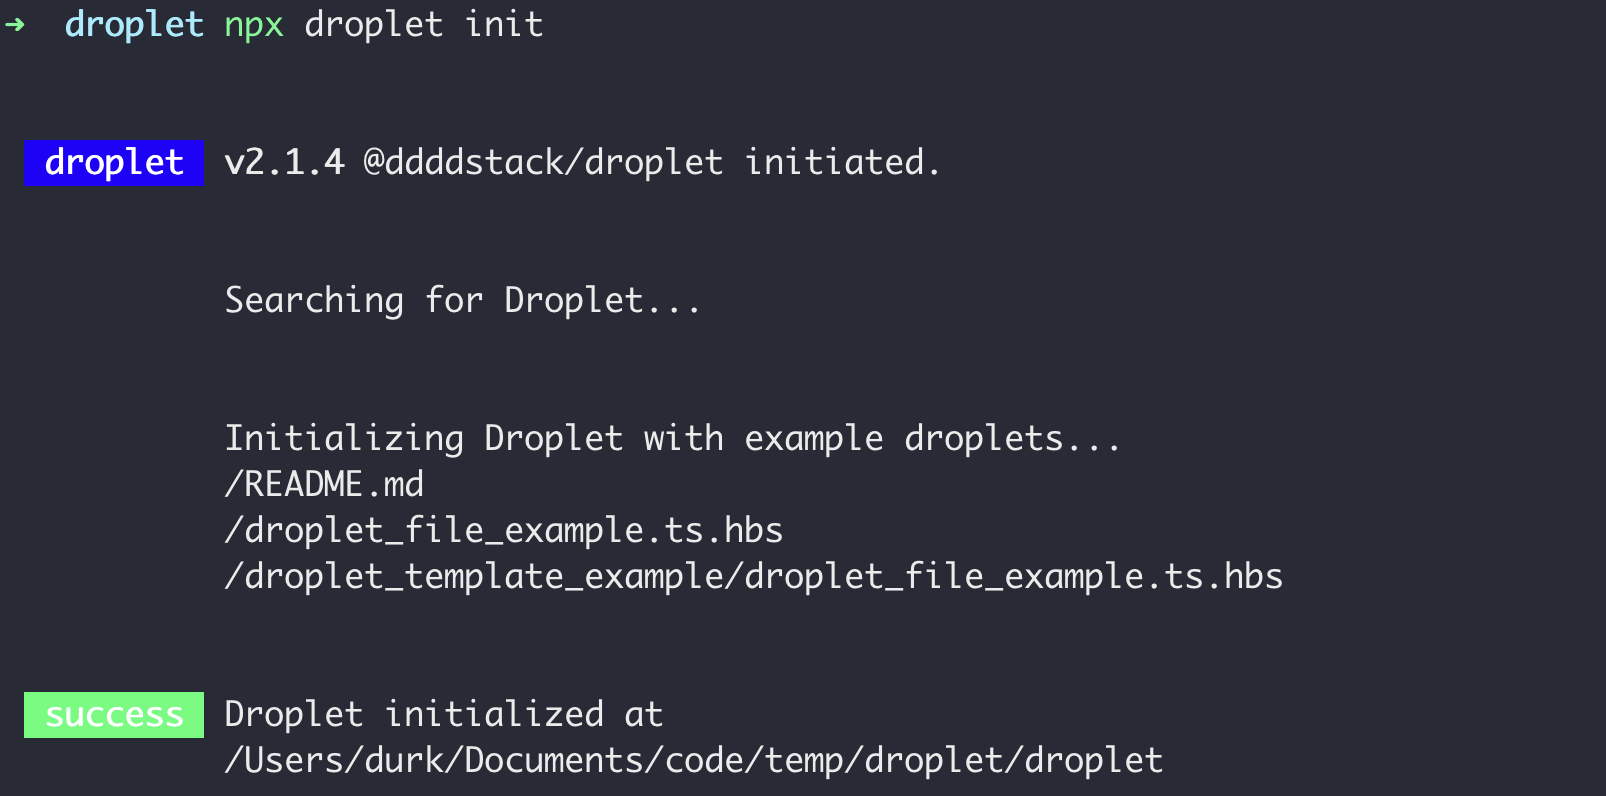 ➜ droplet npx droplet init
droplet v2.1.4 @ddddstack/droplet initiated.
Searching for Droplet...
Initializing Droplet with example droplets...
/README.md
/droplet_file_example.ts.hbs
/droplet_template_example/droplet_file_example.ts.hbs
success Droplet initialized at
/Users/durk/Documents/code/temp/droplet/droplet